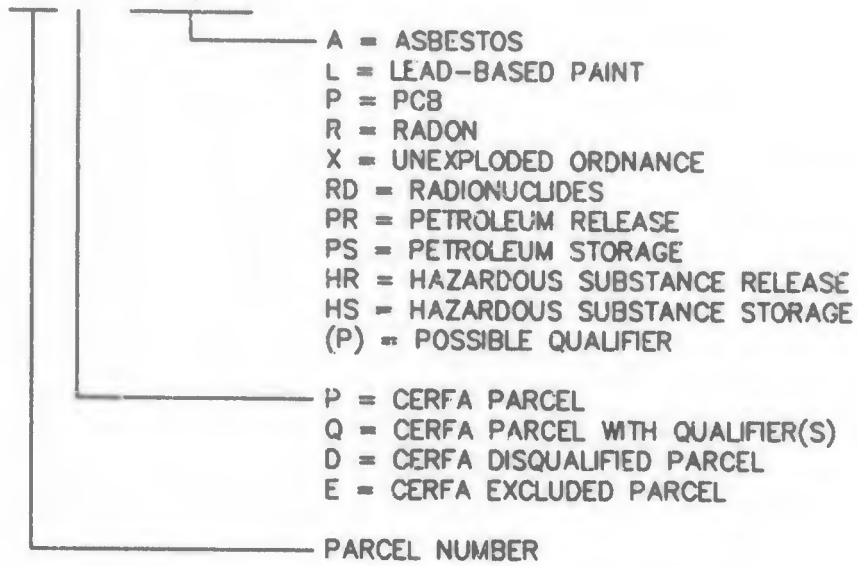 A = ASBESTOS
L = LEAD-BASED PAINT
P = PCB
R = RADON
X = UNEXPLODED ORDNANCE
RD = RADIONUCLIDES
PR = PETROLEUM RELEASE
PS = PETROLEUM STORAGE
HR = HAZARDOUS SUBSTANCE RELEASE
HS = HAZARDOUS SUBSTANCE STORAGE
(P) = POSSIBLE QUALIFIER
P = CERFA PARCEL
Q = CERFA PARCEL WITH QUALIFIER(S)
D = CERFA DISQUALIFIED PARCEL
E = CERFA EXCLUDED PARCEL
PARCEL NUMBER